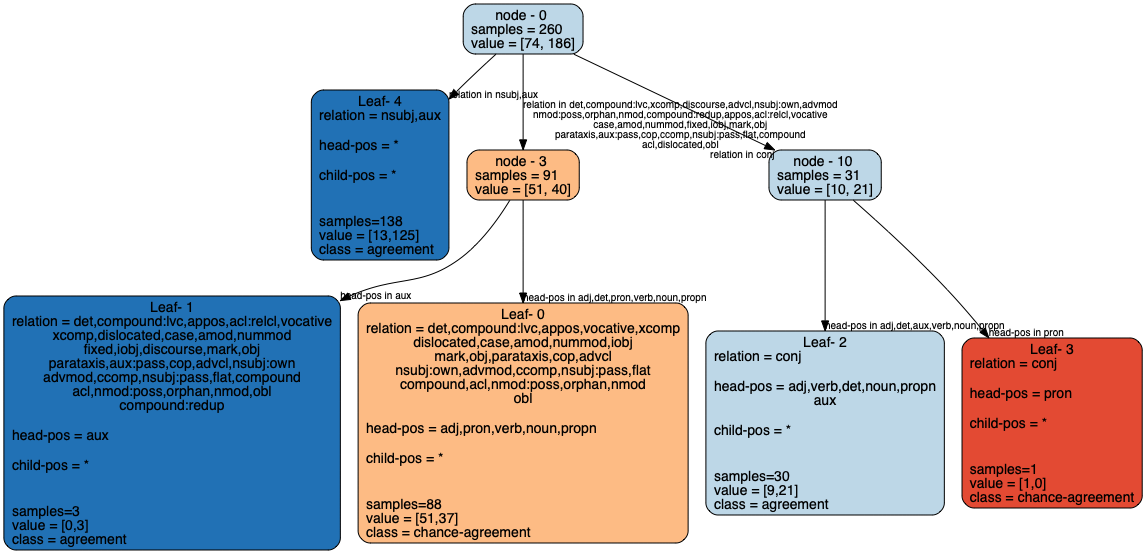 node - 0
samples = 260
value = [74, 186]
relation in nsubj,aux
relation in det,compound:lvc,xcomp,discourse,advcl,nsubj:own,advmod
nmod:poss,orphan,nmod,compound:redup,appos,acl:relcl,vocative
case,amod,nummod,fixed,iobj,mark,obj
parataxis,aux:pass,cop,ccomp,nsubj:pass,flat,compound
acl,dislocated,obl
relation in conj
Leaf- 4
relation = nsubj,aux
head-pos = *
child-pos = *
samples=138
value = [13,125]
class = agreement
node - 3
samples = 91
value = [51, 40]
node - 10
samples = 31
value = [10, 21]
head-pos in aux
head-pos in adj,det,pron,verb,noun,propn
head-pos in adj,det,aux,verb,noun,propn
head-pos in pron
Leaf- 1
relation = det,compound:lvc,appos,acl:relcl,vocative
xcomp,dislocated,case,amod,nummod
fixed,iobj,discourse,mark,obj
parataxis,aux:pass,cop,advcl,nsubj:own
advmod,ccomp,nsubj:pass,flat,compound
acl,nmod:poss,orphan,nmod,obl
compound:redup
head-pos = aux
child-pos = *
samples=3
value = [0,3]
class = agreement
Leaf- 0
relation = det,compound:lvc,appos,vocative,xcomp
dislocated,case,amod,nummod,iobj
mark,obj,parataxis,cop,advcl
nsubj:own,advmod,ccomp,nsubj:pass,flat
compound,acl,nmod:poss,orphan,nmod
obl
head-pos = adj,pron,verb,noun,propn
child-pos = *
samples=88
value = [51,37]
class = chance-agreement
Leaf- 2
relation = conj
head-pos = adj,verb,det,noun,propn
aux
child-pos = *
samples=30
value = [9,21]
class = agreement
Leaf- 3
relation = conj
head-pos = pron
child-pos = *
samples=1
value = [1,0]
class = chance-agreement